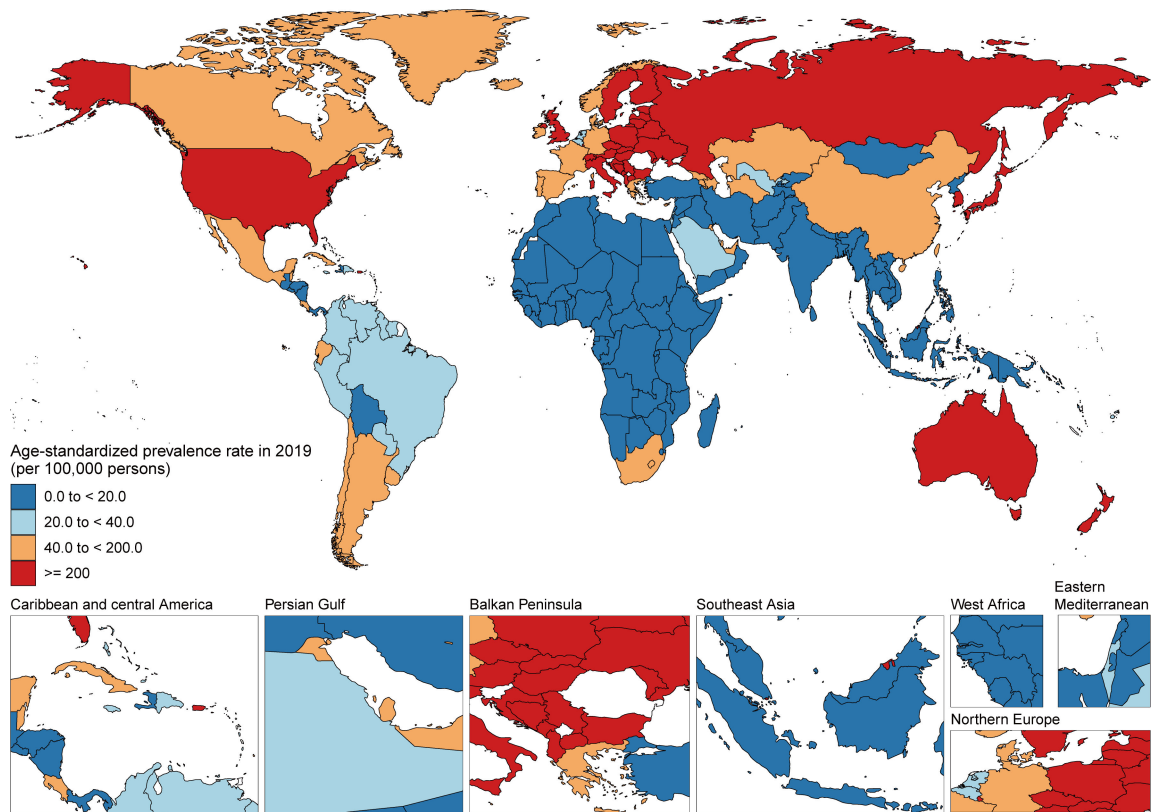 Age-standardized prevalence rate in 2019
(per 100,000 persons)
0.0 to < 20.0
20.0 to < 40.0
40.0 to < 200.0
>= 200
Caribbean and central America
Persian Gulf
Balkan Peninsula
Southeast Asia
West Africa
Eastern
Mediterranean
Northern Europe